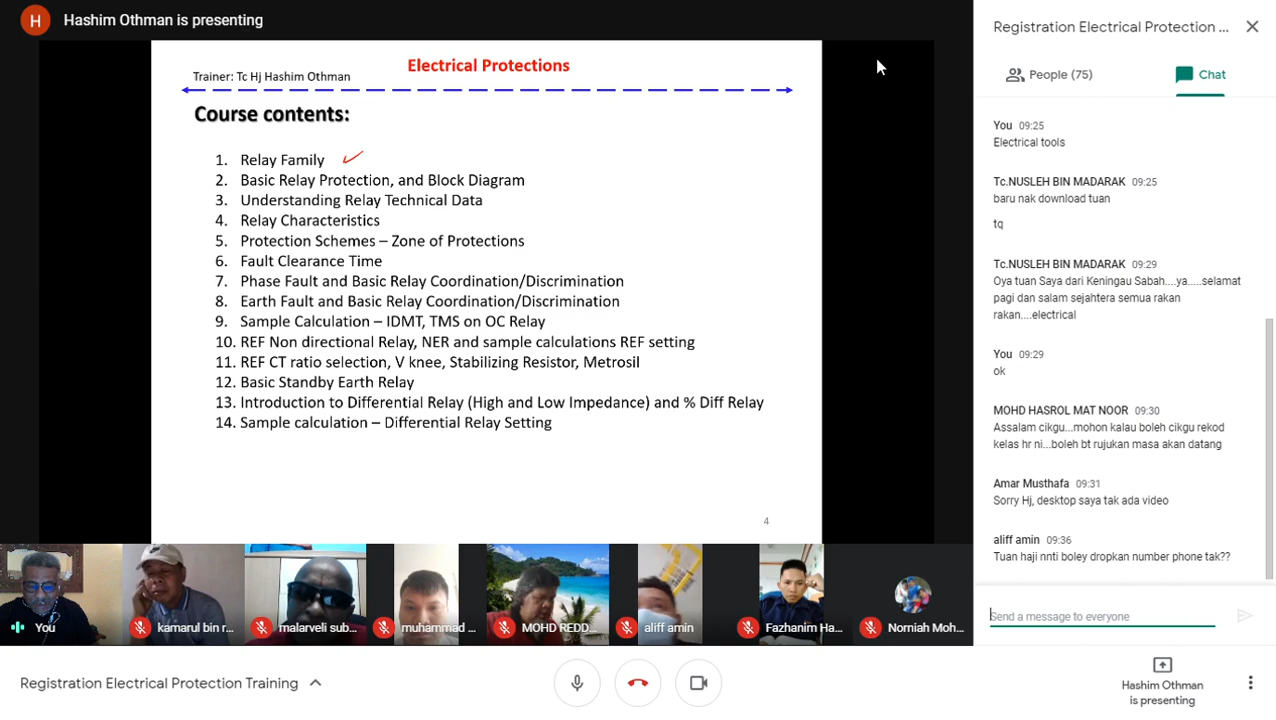 H
Hashim Othman is presenting
Trainer: Tc Hj Hashim Othman
Electrical Protections
Course contents:
1. Relay Family
2. Basic Relay Protection, and Block Diagram
3. Understanding Relay Technical Data
4. Relay Characteristics
5. Protection Schemes – Zone of Protections
6. Fault Clearance Time
7. Phase Fault and Basic Relay Coordination/Discrimination
8. Earth Fault and Basic Relay Coordination/Discrimination
9. Sample Calculation – IDMT, TMS on OC Relay
10. REF Non directional Relay, NER and sample calculations REF setting
11. REF CT ratio selection, V knee, Stabilizing Resistor, Metrosil
12. Basic Standby Earth Relay
13. Introduction to Differential Relay (High and Low Impedance) and % Diff Relay
14. Sample calculation – Differential Relay Setting
4
You
kamarul bin r...
malarveli sub...
muhammad ...
MOHD REDD...
aliff amin
Fazhanim Ha...
Norniah Moh...
Registration Electrical Protection Training
Registration Electrical Protection ...
People (75)
Chat
You 09:25
Electrical tools
Tc.NUSLEH BIN MADARAK 09:25
baru nak download tuan
tq
Tc.NUSLEH BIN MADARAK 09:29
Oya tuan Saya dari Keningau Sabah....ya.....selamat
pagi dan salam sejahtera semua rakan
rakan....electrical
You 09:29
ok
MOHD HASROL MAT NOOR 09:30
Assalam cikgu...mohon kalau boleh cikgu rekod
kelas hr ni...boleh bt rujukan masa akan datang
Amar Musthafa 09:31
Sorry Hj, desktop saya tak ada video
aliff amin 09:36
Tuan haji nnti boley dropkan number phone tak??
Send a message to everyone
Hashim Othman
is presenting